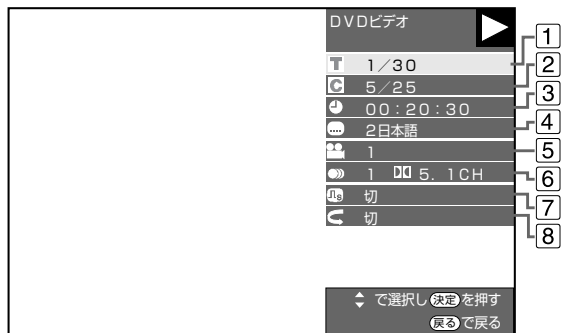 DVDビデオ
T 1／30 1
C 5／25 2
00：20：30 3
2日本語 4
1 5
1 5．1CH 6
切 7
切 8
で選択し 決定 を押す
戻る で戻る